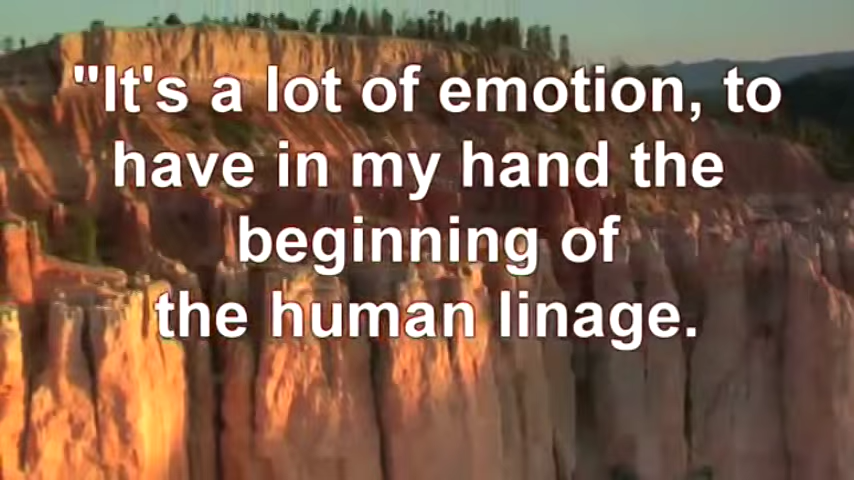 "It's a lot of emotion, to
have in my hand the
beginning of
the human linage.